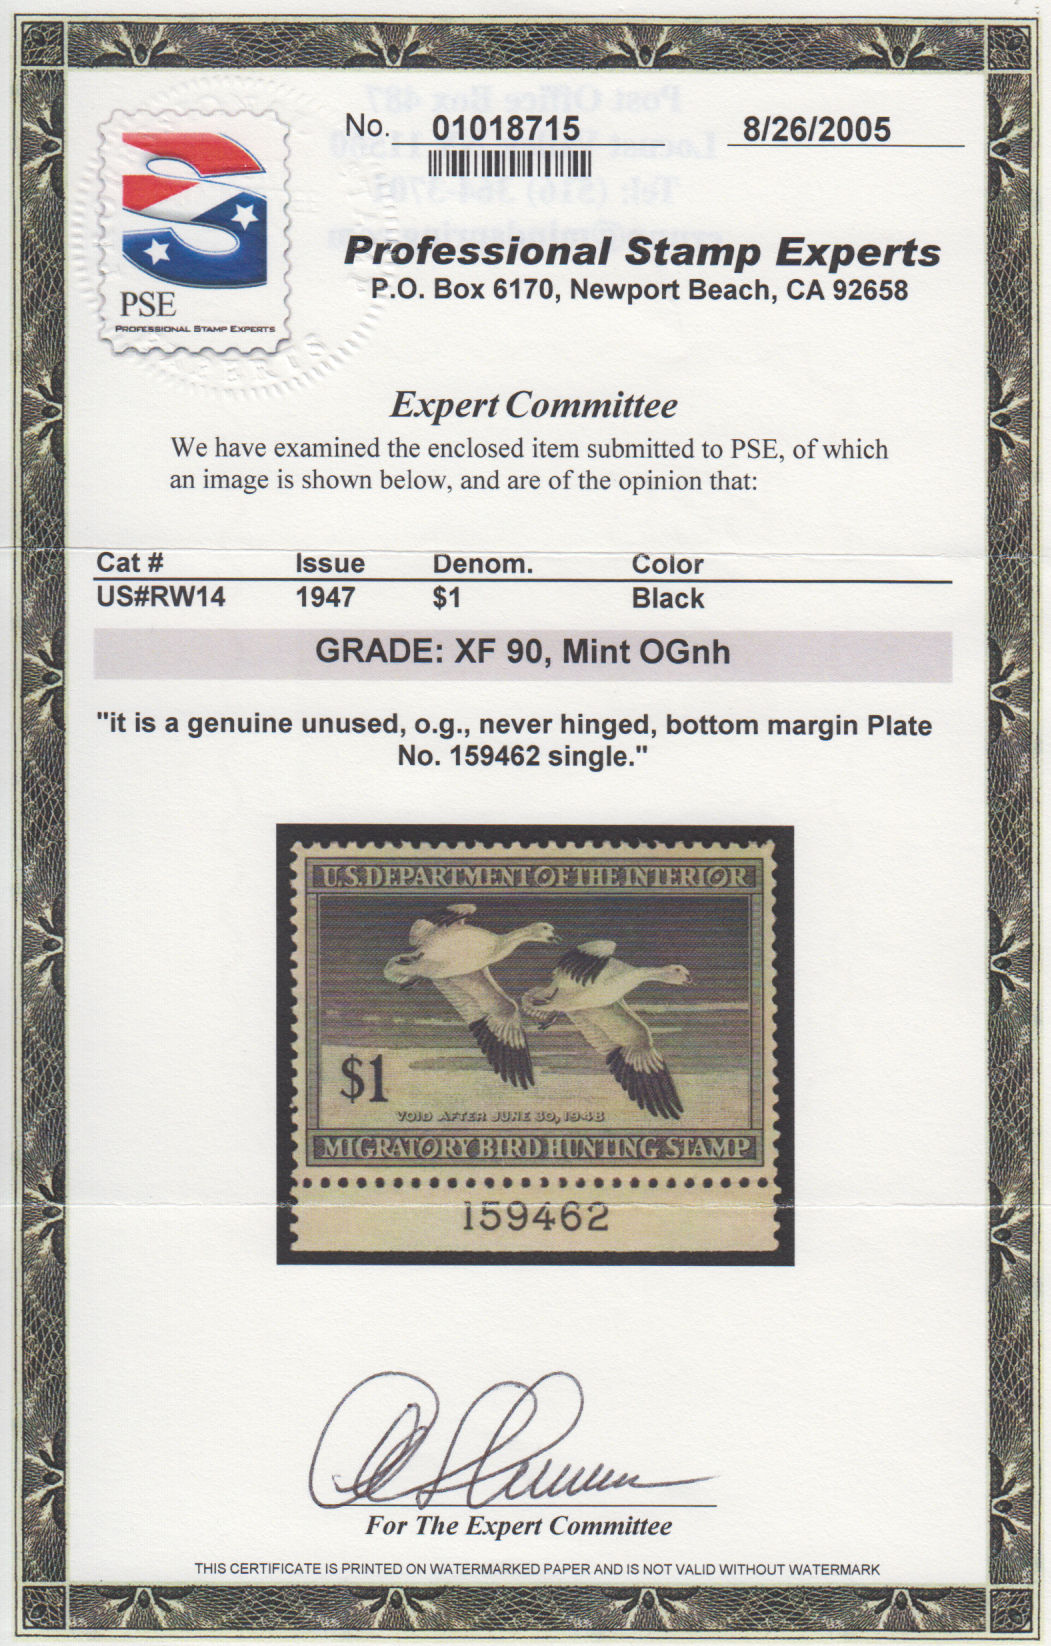 No. 01018715
8/26/2005
Professional Stamp Experts
P.O. Box 6170, Newport Beach, CA 92658
PSE
PROFESSIONAL STAMP EXPERTS
EXPERTS
Expert Committee
We have examined the enclosed item submitted to PSE, of which
an image is shown below, and are of the opinion that:
Cat # Issue Denom. Color
US#RW14 1947 $1 Black
GRADE: XF 90, Mint OGnh
"it is a genuine unused, o.g., never hinged, bottom margin Plate
No. 159462 single."
U.S. DEPARTMENT OF THE INTERIOR
$1
VOID AFTER JUNE 30, 1948
MIGRATORY BIRD HUNTING STAMP
159462
For The Expert Committee
THIS CERTIFICATE IS PRINTED ON WATERMARKED PAPER AND IS NOT VALID WITHOUT WATERMARK